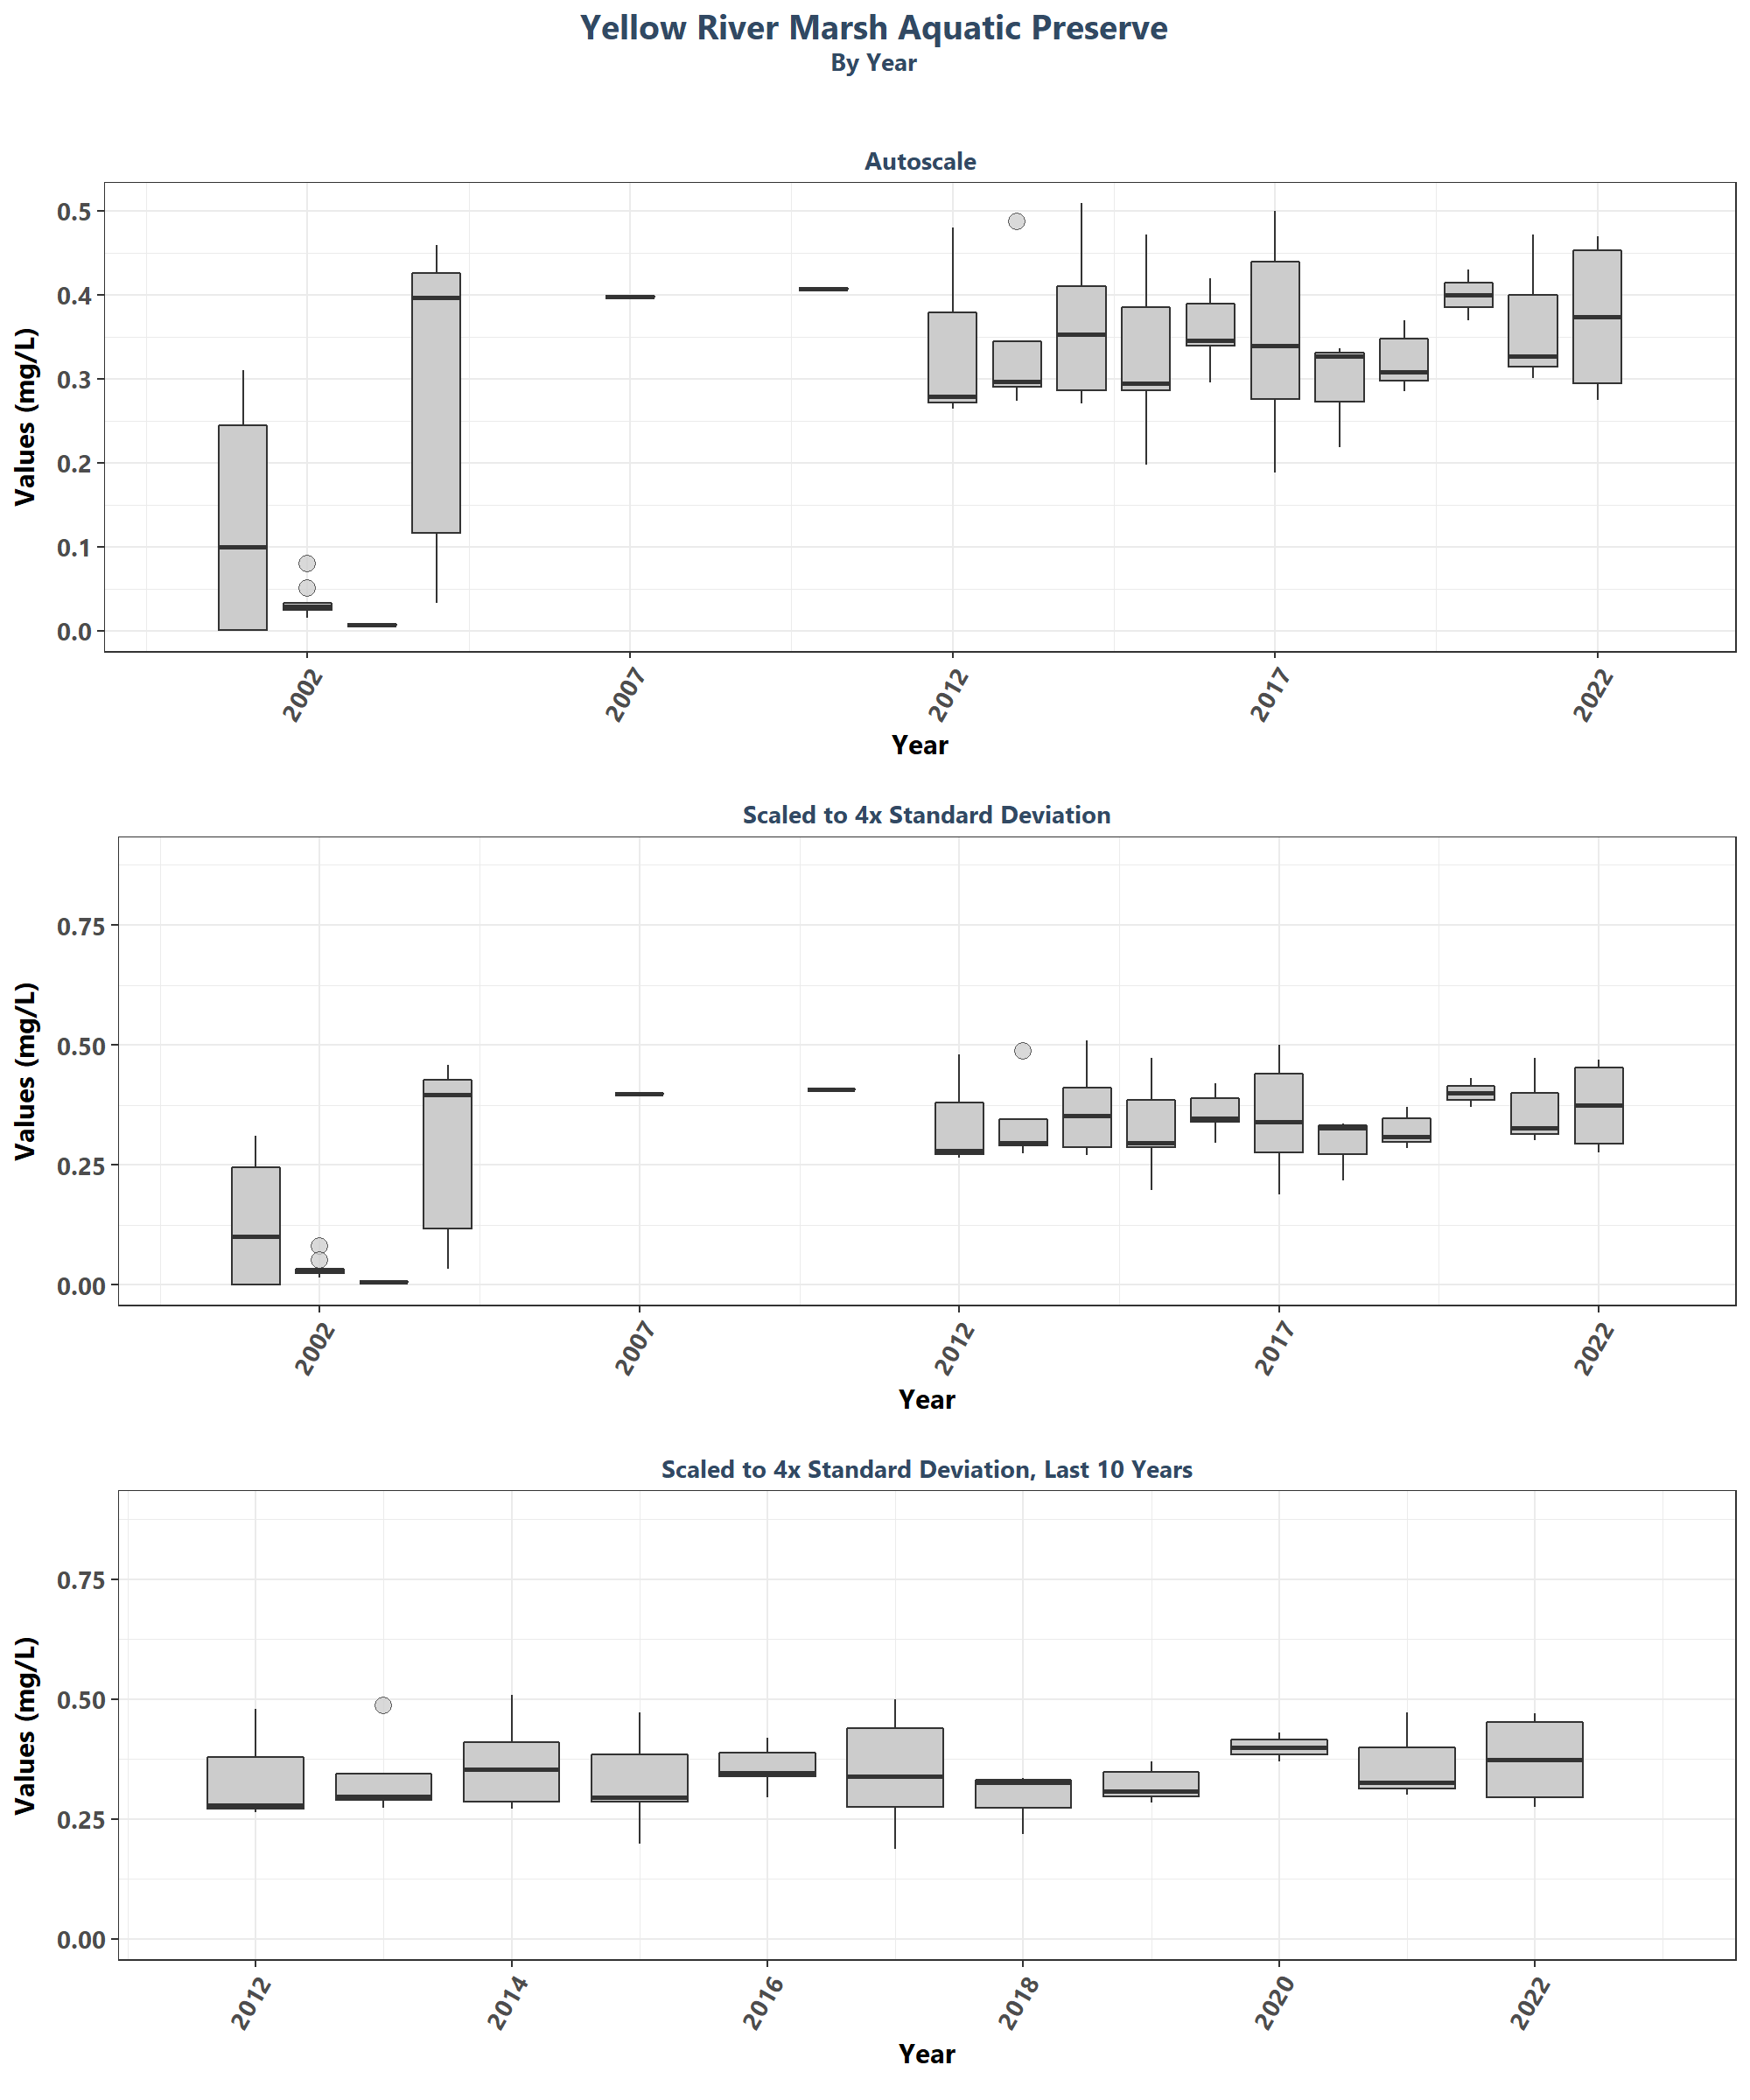 Yellow River Marsh Aquatic Preserve
By Year
Autoscale
Values (mg/L)
0.5
0.4
0.3
0.2
0.1
0.0
2002 2007 2012 2017 2022
Year
Scaled to 4x Standard Deviation
Values (mg/L)
0.75
0.50
0.25
0.00
2002 2007 2012 2017 2022
Year
Scaled to 4x Standard Deviation, Last 10 Years
Values (mg/L)
0.75
0.50
0.25
0.00
2012 2014 2016 2018 2020 2022
Year